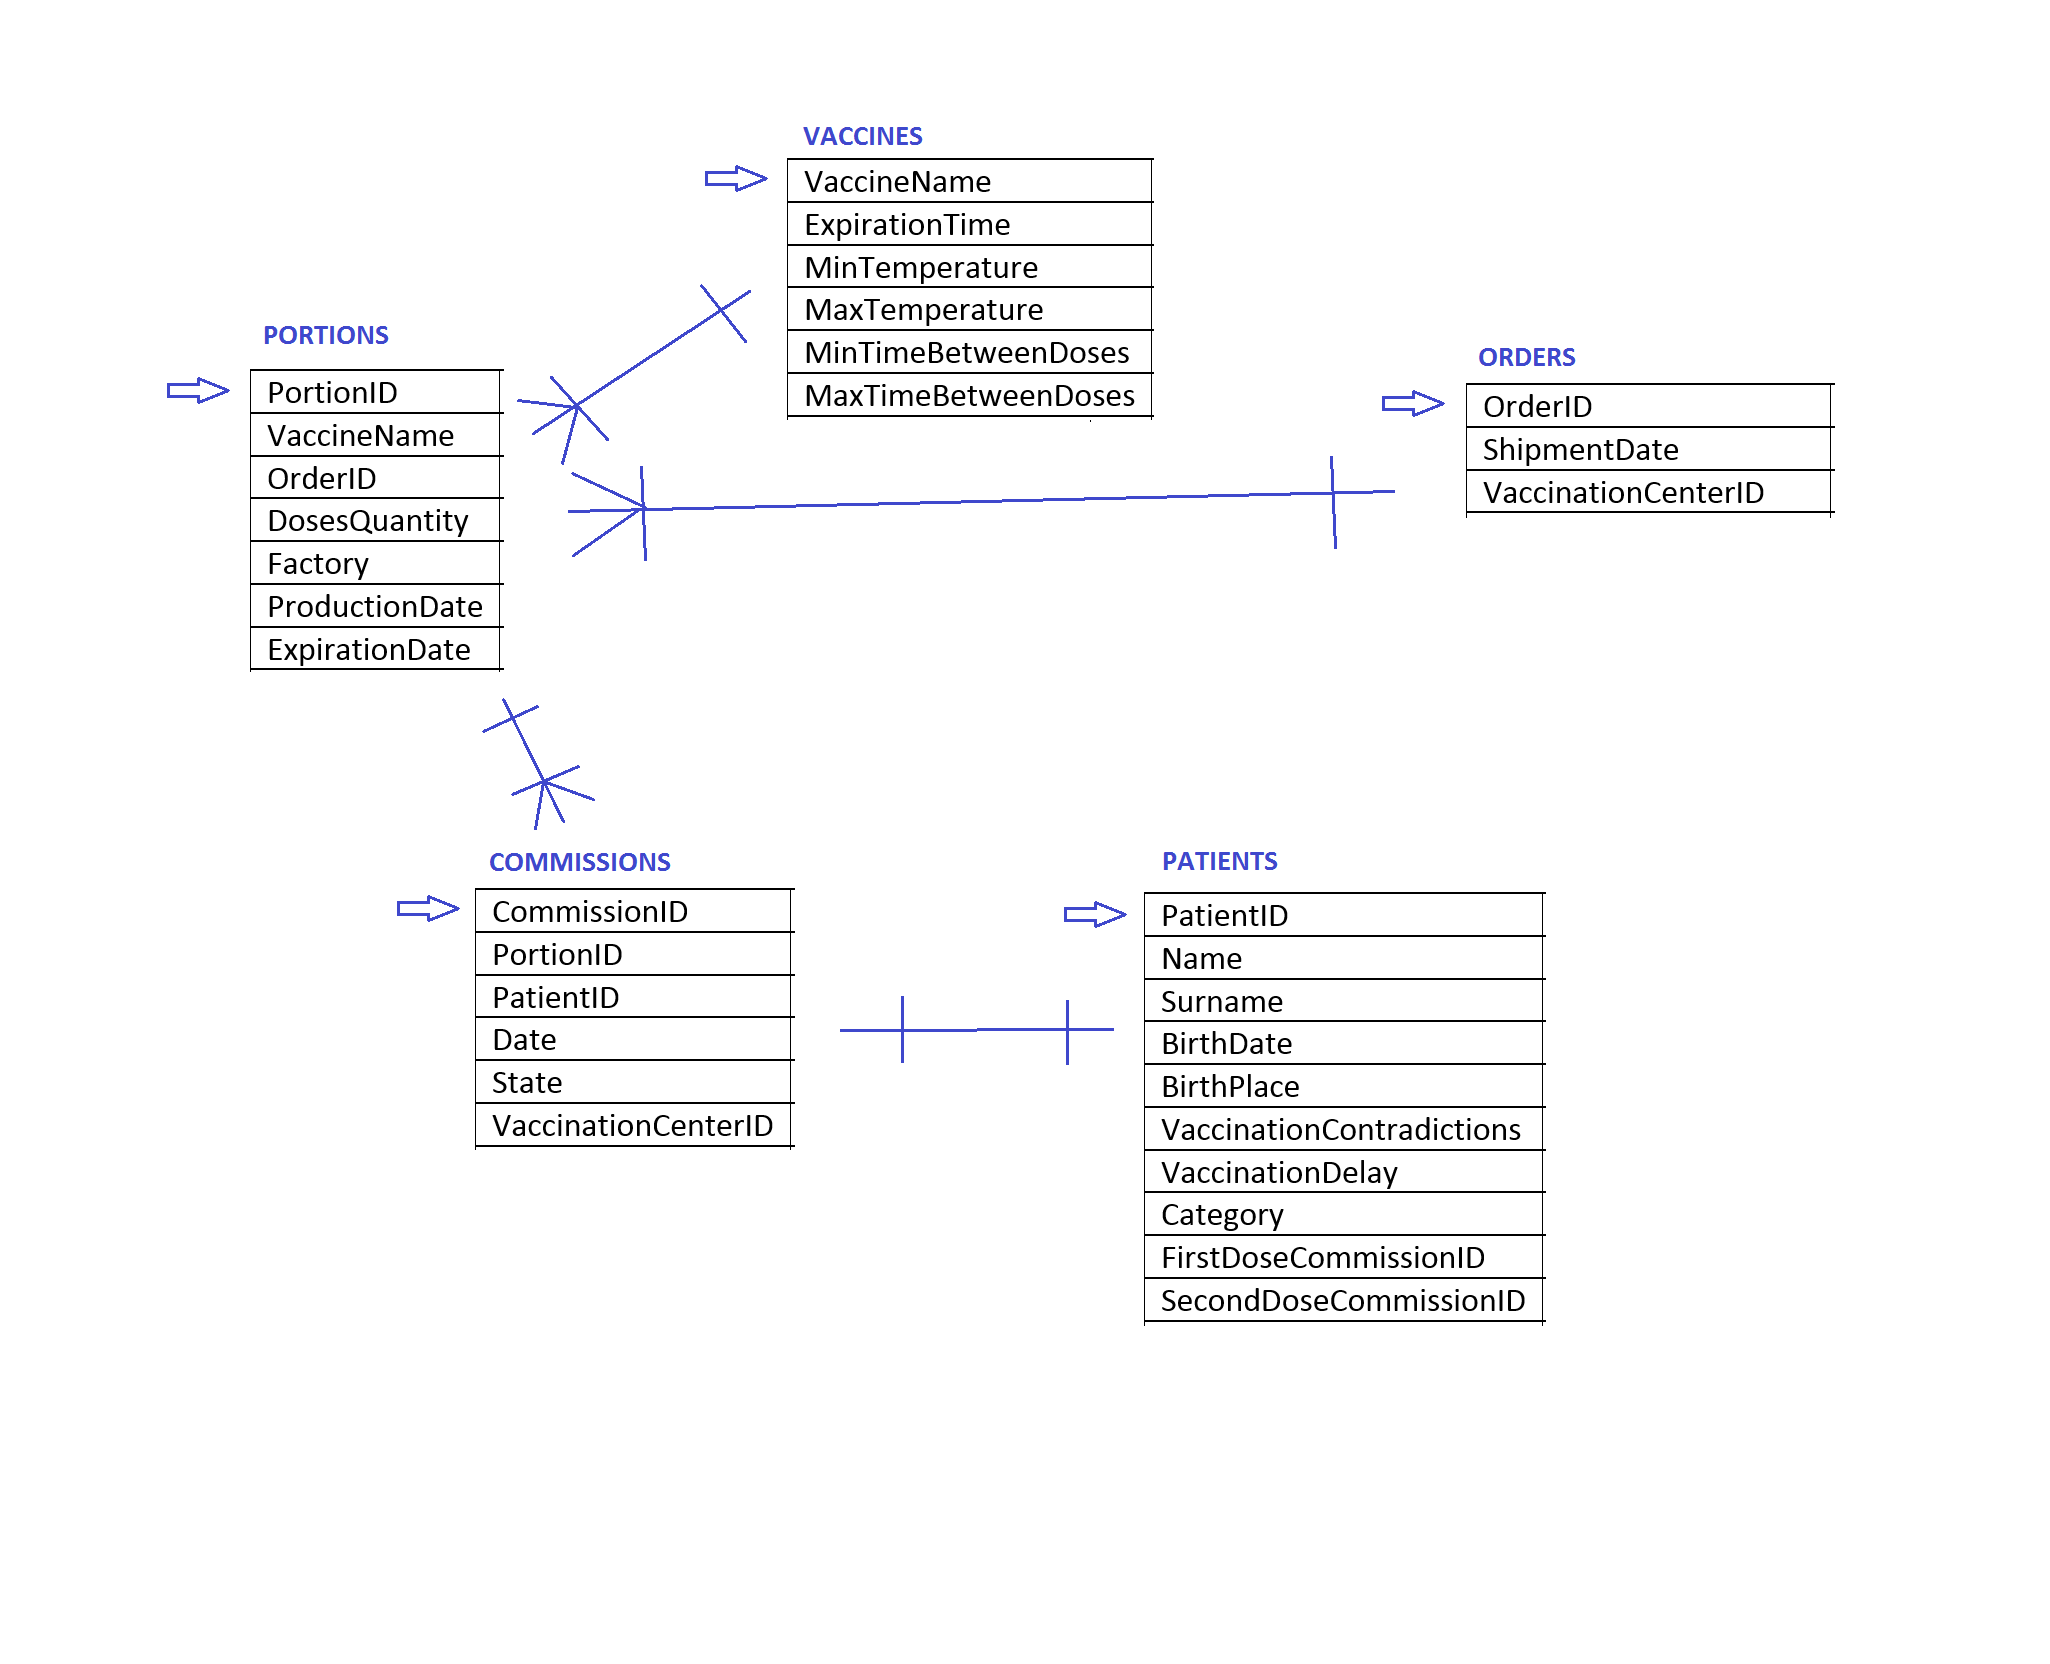 VACCINES
VaccineName
ExpirationTime
MinTemperature
MaxTemperature
MinTimeBetweenDoses
MaxTimeBetweenDoses
PORTIONS
PortionID
VaccineName
OrderID
DosesQuantity
Factory
ProductionDate
ExpirationDate
ORDERS
OrderID
ShipmentDate
VaccinationCenterID
COMMISSIONS
CommissionID
PortionID
PatientID
Date
State
VaccinationCenterID
PATIENTS
PatientID
Name
Surname
BirthDate
BirthPlace
VaccinationContradictions
VaccinationDelay
Category
FirstDoseCommissionID
SecondDoseCommissionID